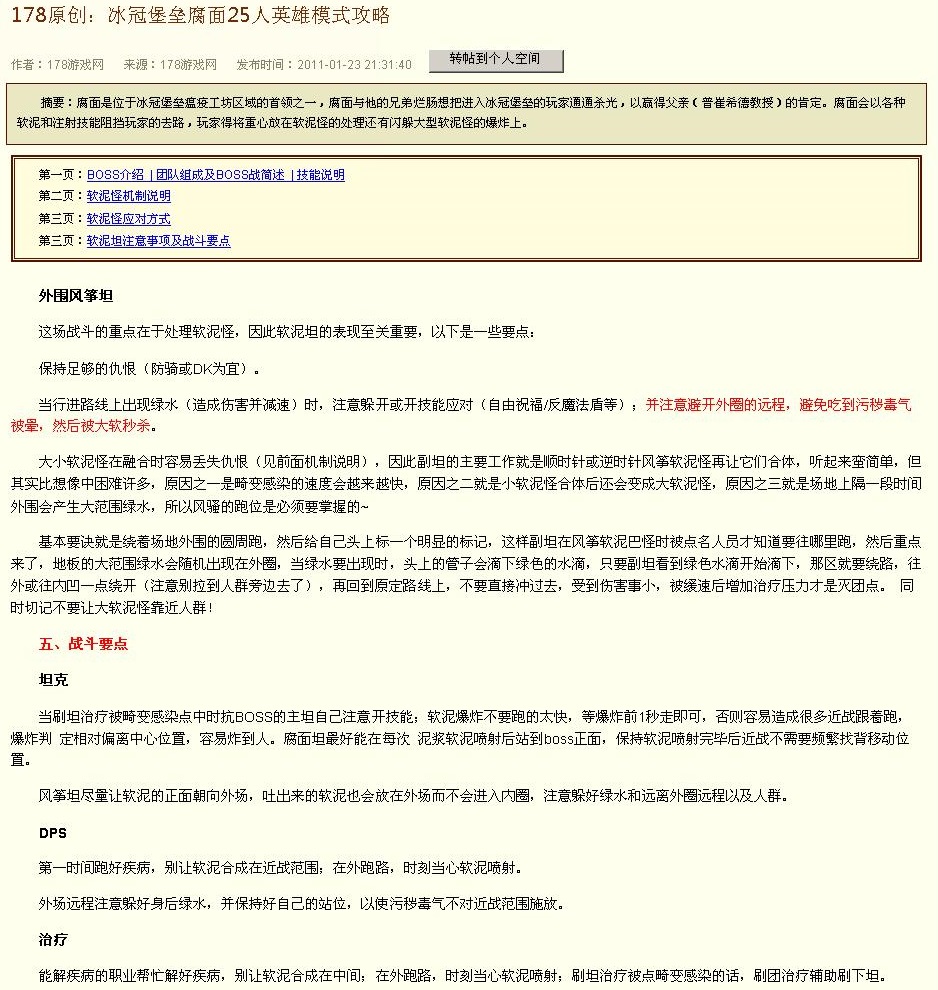 178原创：冰冠堡垒腐面25人英雄模式攻略
作者：178游戏网 来源：178游戏网 发布时间：2011-01-23 21:31:40 转帖到个人空间
摘要：腐面是位于冰冠堡垒瘟疫工坊区域的首领之一，腐面与他的兄弟烂肠想把进入冰冠堡垒的玩家通通杀光，以赢得父亲（普崔希德教授）的肯定。腐面会以各种
软泥和注射技能阻挡玩家的去路，玩家得将重心放在软泥怪的处理还有闪躲大型软泥怪的爆炸上。
第一页：BOSS介绍 | 团队组成及BOSS战简述 | 技能说明
第二页：软泥怪机制说明
第三页：软泥怪应对方式
第三页：软泥坦注意事项及战斗要点
外围风筝坦
这场战斗的重点在于处理软泥怪，因此软泥坦的表现至关重要，以下是一些要点：
保持足够的仇恨（防骑或DK为宜）。
当行进路线上出现绿水（造成伤害并减速）时，注意躲开或开技能应对（自由祝福/反魔法盾等）；并注意避开外圈的远程，避免吃到污秽毒气
被晕，然后被大软秒杀。
大小软泥怪在融合时容易丢失仇恨（见前面机制说明），因此副坦的主要工作就是顺时针或逆时针风筝软泥怪再让它们合体，听起来蛮简单，但
其实比想像中困难许多，原因之一是畸变感染的速度会越来越快，原因之二就是小软泥怪合体后还会变成大软泥怪，原因之三就是场地上隔一段时间
外围会产生大范围绿水，所以风骚的跑位是必须要掌握的~
基本要诀就是绕着场地外围的圆周跑，然后给自己头上标一个明显的标记，这样副坦在风筝软泥巴怪时被点名人员才知道要往哪里跑，然后重点
来了，地板的大范围绿水会随机出现在外圈，当绿水要出现时，头上的管子会滴下绿色的水滴，只要副坦看到绿色水滴开始滴下，那区就要绕路，往
外或往内凹一点绕开（注意别拉到人群旁边去了），再回到原定路线上，不要直接冲过去，受到伤害事小，被缓速后增加治疗压力才是灭团点。 同
时切记不要让大软泥怪靠近人群！
五、战斗要点
坦克
当刷坦治疗被畸变感染点中时抗BOSS的主坦自己注意开技能；软泥爆炸不要跑的太快，等爆炸前1秒走即可，否则容易造成很多近战跟着跑，
爆炸判 定相对偏离中心位置，容易炸到人。腐面坦最好能在每次 泥浆软泥喷射后站到boss正面，保持软泥喷射完毕后近战不需要频繁找背移动位
置。
风筝坦尽量让软泥的正面朝向外场，吐出来的软泥也会放在外场而不会进入内圈，注意躲好绿水和远离外圈远程以及人群。
DPS
第一时间跑好疾病，别让软泥合成在近战范围；在外跑路，时刻当心软泥喷射。
外场远程注意躲好身后绿水，并保持好自己的站位，以使污秽毒气不对近战范围施放。
治疗
能解疾病的职业帮忙解好疾病，别让软泥合成在中间；在外跑路，时刻当心软泥喷射；刷坦治疗被点畸变感染的话，刷团治疗辅助刷下坦。